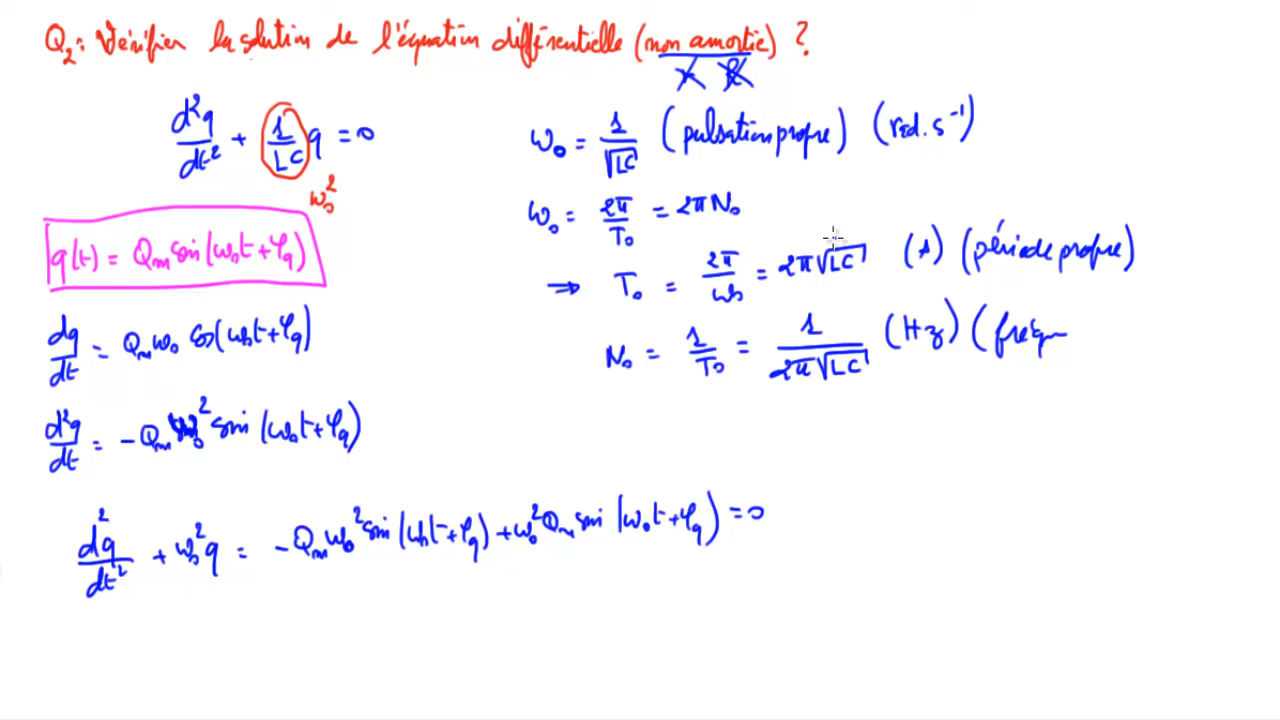 Q₂: Vérifier la solution de l'équation différentielle (non amortie) ?
r R
d²q/dt² + 1/LC q = 0
ω₀²
q(t) = Qm sin(ω₀t+φq)
dq/dt = Qm ω₀ cos(ω₀t+φq)
d²q/dt = -Qm ω₀² sin(ω₀t+φq)
d²q/dt² + ω₀² q = -Qm ω₀² sin(ω₀t+φq) + ω₀² Qm sin(ω₀t+φq) = 0
ω₀ = 1/√LC (pulsation propre) (rad.s⁻¹)
ω₀ = 2π/T₀ = 2π N₀
⇒ T₀ = 2π/ω₀ = 2π√LC (s) (période propre)
N₀ = 1/T₀ = 1/2π√LC (Hz) (fréqu